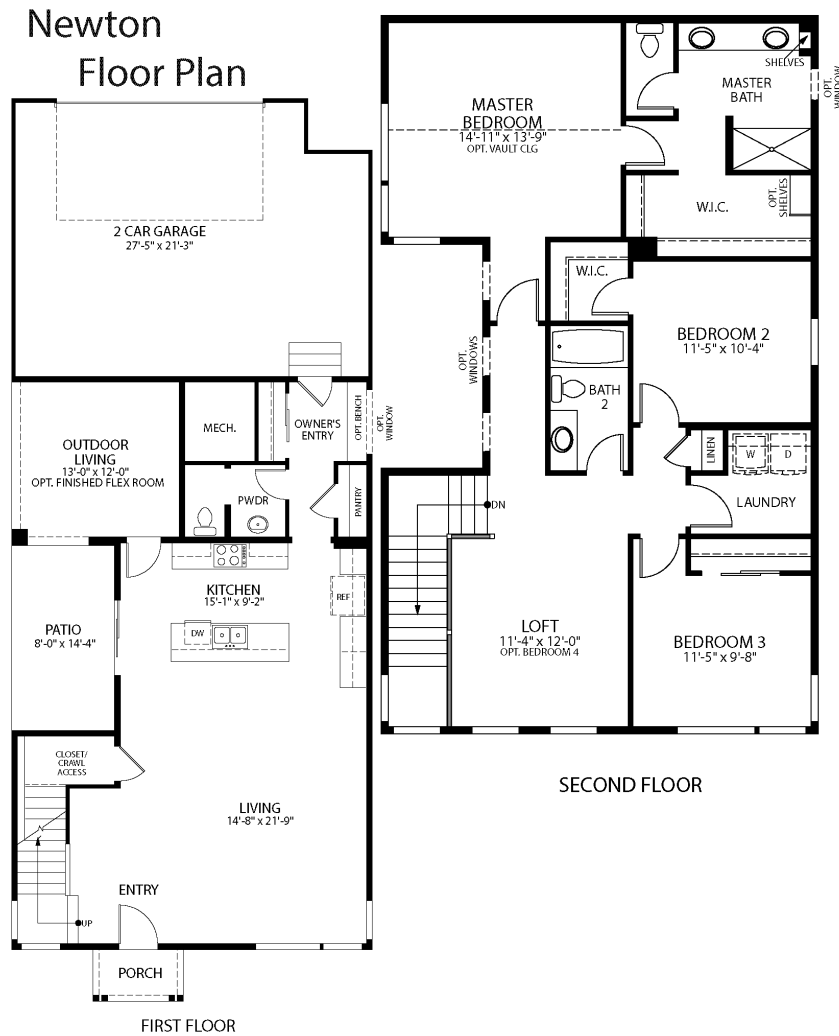 Newton
Floor Plan
2 CAR GARAGE
27'-5" x 21'-3"
OUTDOOR
LIVING
13'-0" x 12'-0"
OPT. FINISHED FLEX ROOM
MECH.
OWNER'S
ENTRY
OPT. BENCH
OPT.
WINDOW
PWDR
PANTRY
KITCHEN
15'-1" x 9'-2"
REF
DW
PATIO
8'-0" x 14'-4"
CLOSET/
CRAWL
ACCESS
LIVING
14'-8" x 21'-9"
ENTRY
UP
PORCH
FIRST FLOOR
MASTER
BEDROOM
14'-11" x 13'-9"
OPT. VAULT CLG
SHELVES
MASTER
BATH
OPT.
WINDOW
W.I.C.
OPT.
SHELVES
W.I.C.
BEDROOM 2
11'-5" x 10'-4"
OPT.
WINDOWS
BATH
2
LINEN
W
D
LAUNDRY
DN
LOFT
11'-4" x 12'-0"
OPT. BEDROOM 4
BEDROOM 3
11'-5" x 9'-8"
SECOND FLOOR